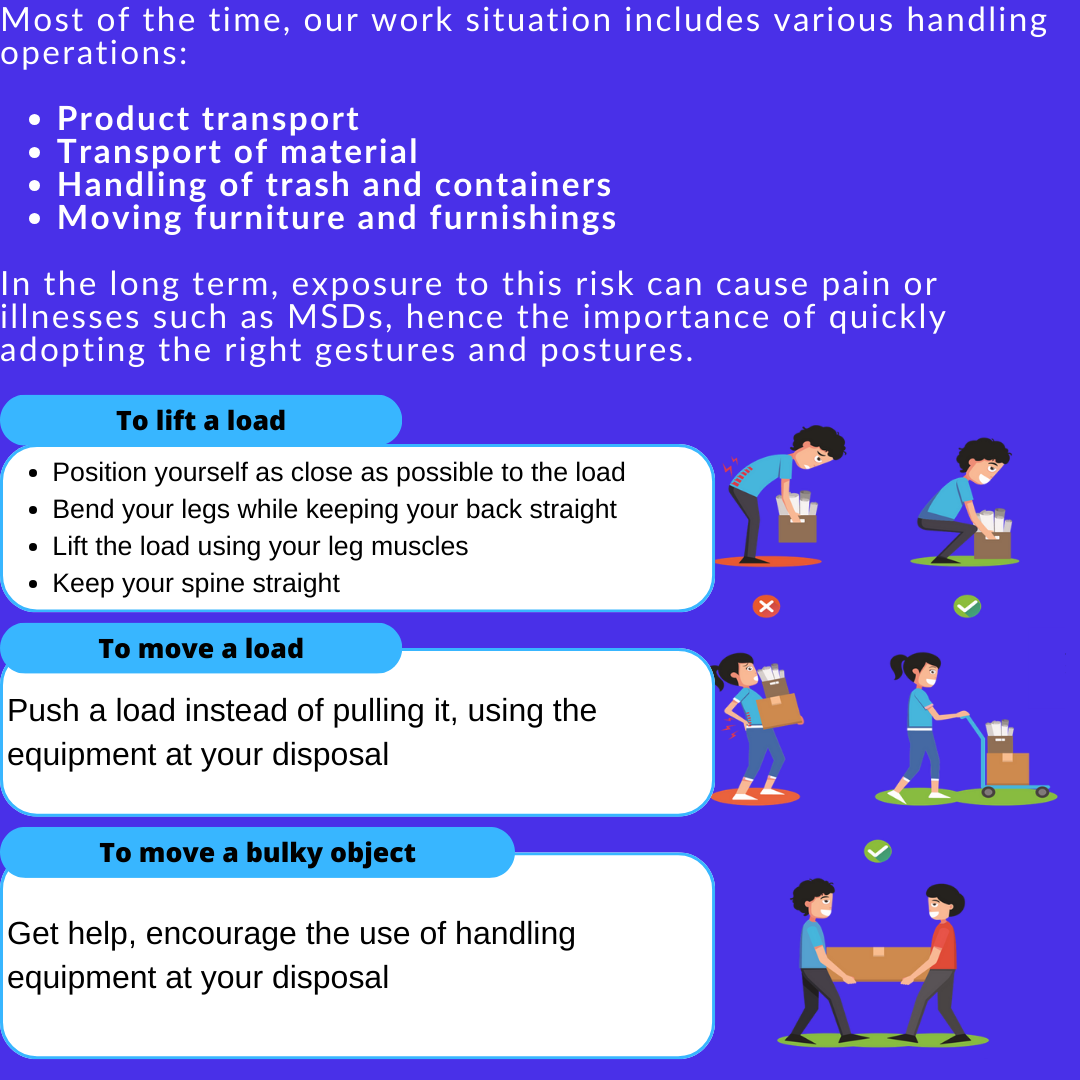 Most of the time, our work situation includes various handling
operations:
• Product transport
• Transport of material
• Handling of trash and containers
• Moving furniture and furnishings
In the long term, exposure to this risk can cause pain or
illnesses such as MSDs, hence the importance of quickly
adopting the right gestures and postures.
To lift a load
• Position yourself as close as possible to the load
• Bend your legs while keeping your back straight
• Lift the load using your leg muscles
• Keep your spine straight
To move a load
Push a load instead of pulling it, using the
equipment at your disposal
To move a bulky object
Get help, encourage the use of handling
equipment at your disposal